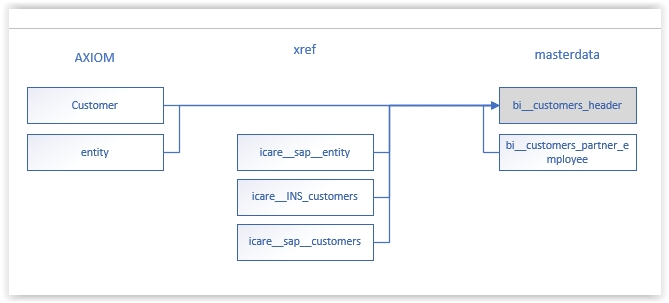 AXIOM
xref
masterdata
Customer
bi__customers_header
entity
icare__sap__entity
bi__customers_partner_e
mployee
icare__INS_customers
icare__sap__customers